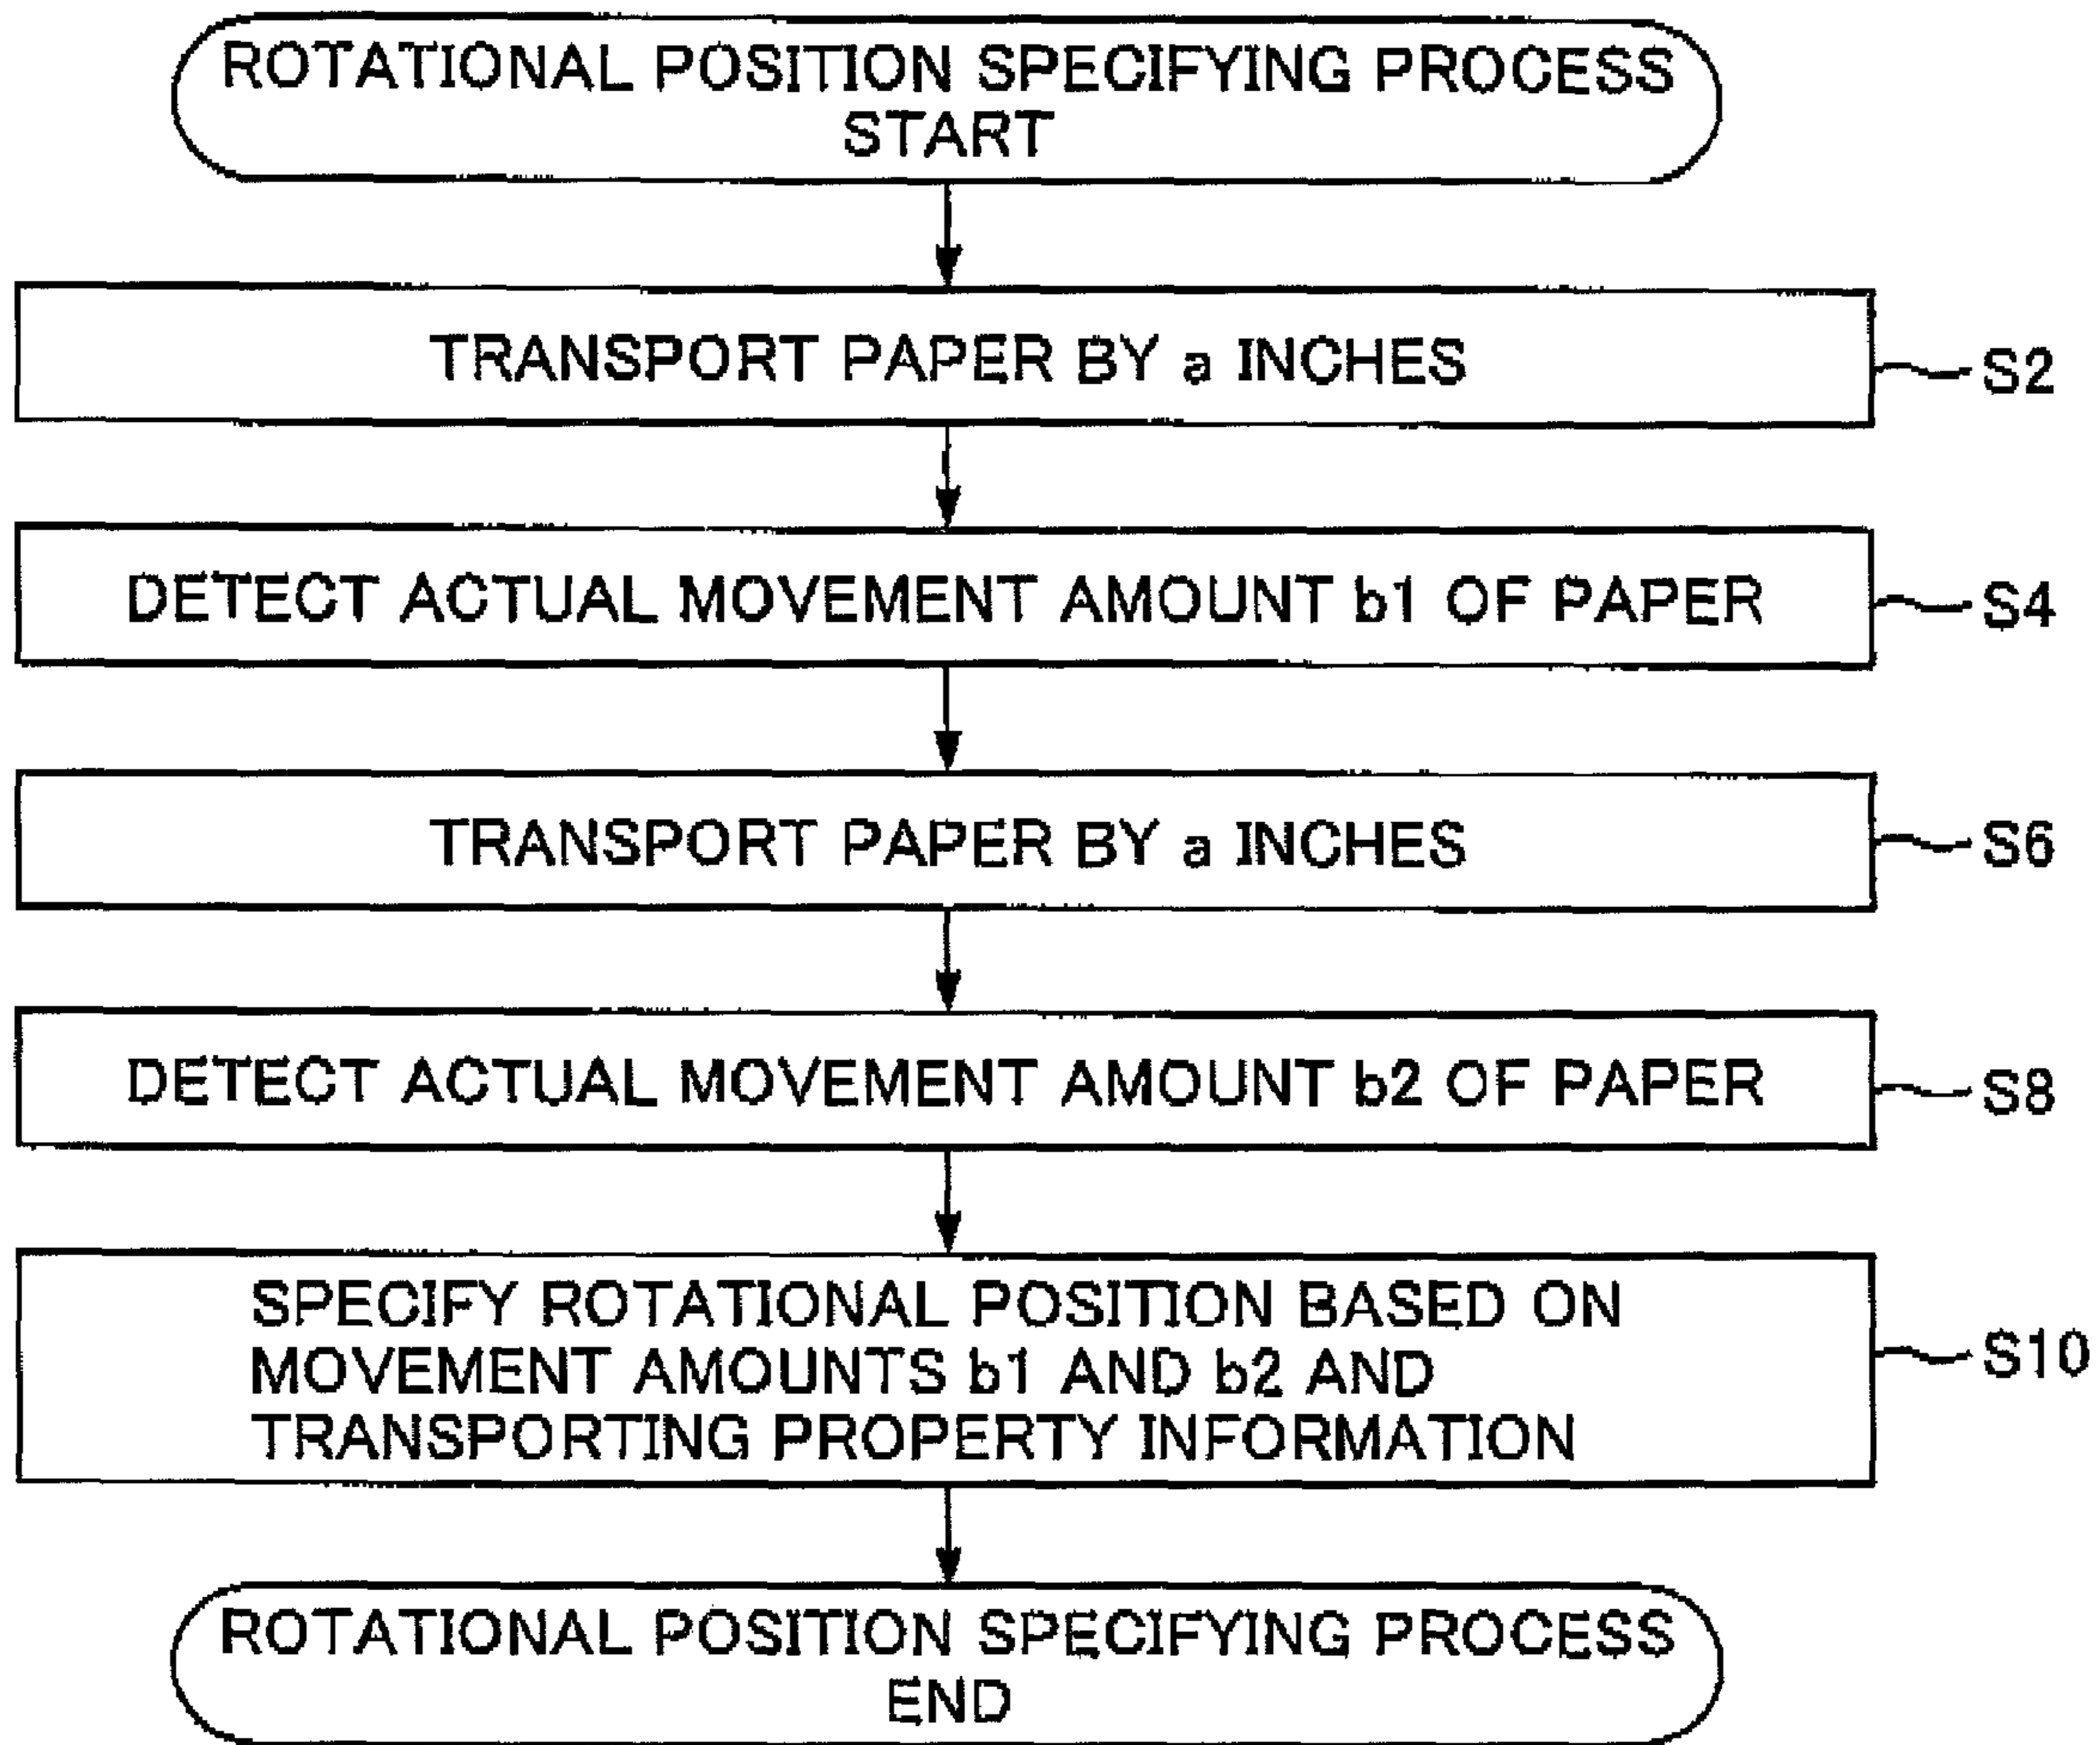 ROTATIONAL POSITION SPECIFYING PROCESS
START
TRANSPORT PAPER BY a INCHES
S2
DETECT ACTUAL MOVEMENT AMOUNT b1 OF PAPER
S4
TRANSPORT PAPER BY a INCHES
S6
DETECT ACTUAL MOVEMENT AMOUNT b2 OF PAPER
S8
SPECIFY ROTATIONAL POSITION BASED ON
MOVEMENT AMOUNTS b1 AND b2 AND
TRANSPORTING PROPERTY INFORMATION
S10
ROTATIONAL POSITION SPECIFYING PROCESS
END